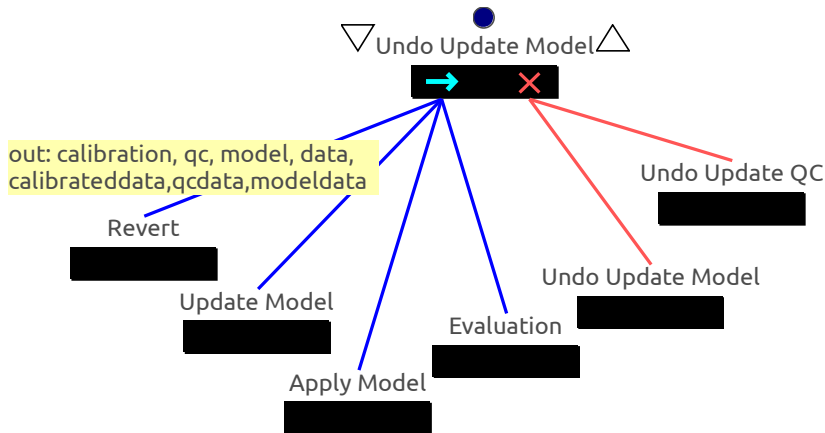 Undo Update Model
out: calibration, qc, model, data,
calibrateddata,qcdata,modeldata
Undo Update QC
Revert
Undo Update Model
Update Model
Evaluation
Apply Model